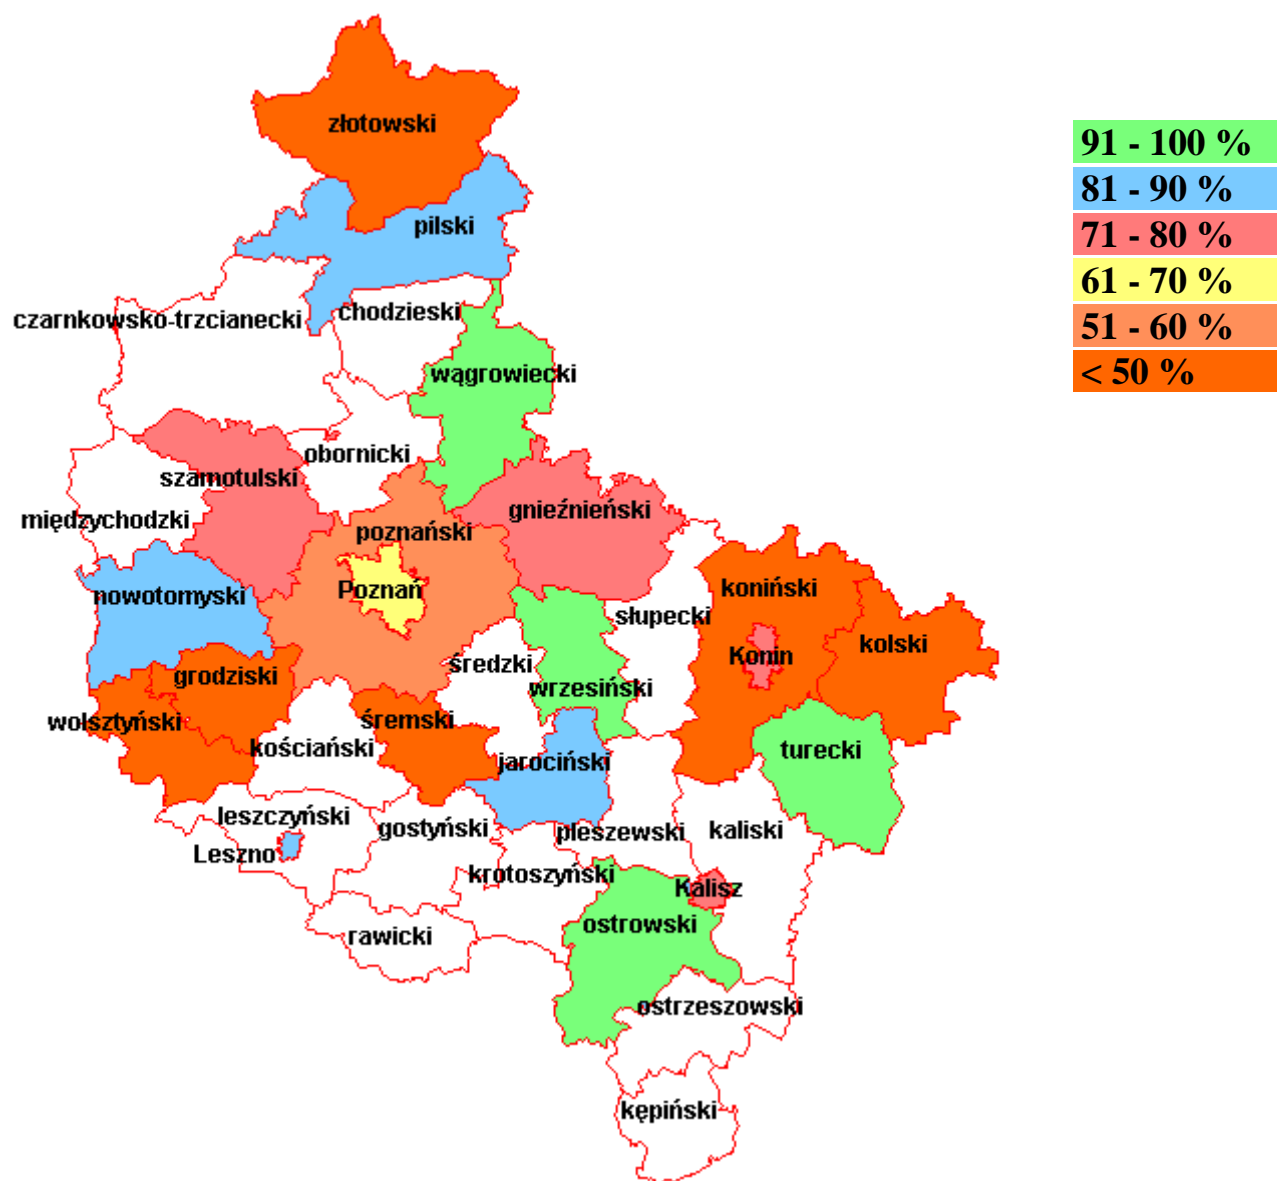 złotowski
91 - 100 %
81 - 90 %
71 - 80 %
61 - 70 %
51 - 60 %
< 50 %
pilski
chodzieski
czarnkowsko-trzcianecki
wągrowiecki
obornicki
szamotulski
gnieźnieński
międzychodzki
poznański
Poznań
nowotomyski
koniński
słupecki
kolski
Konin
średzki
grodziski
wrzesiński
wolsztyński
śremski
kościański
turecki
jarociński
leszczyński
gostyński
pleszewski
kaliski
Leszno
krotoszyński
Kalisz
ostrowski
rawicki
ostrzeszowski
kępiński